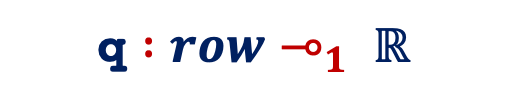 q : row ⊸₁ ℝ